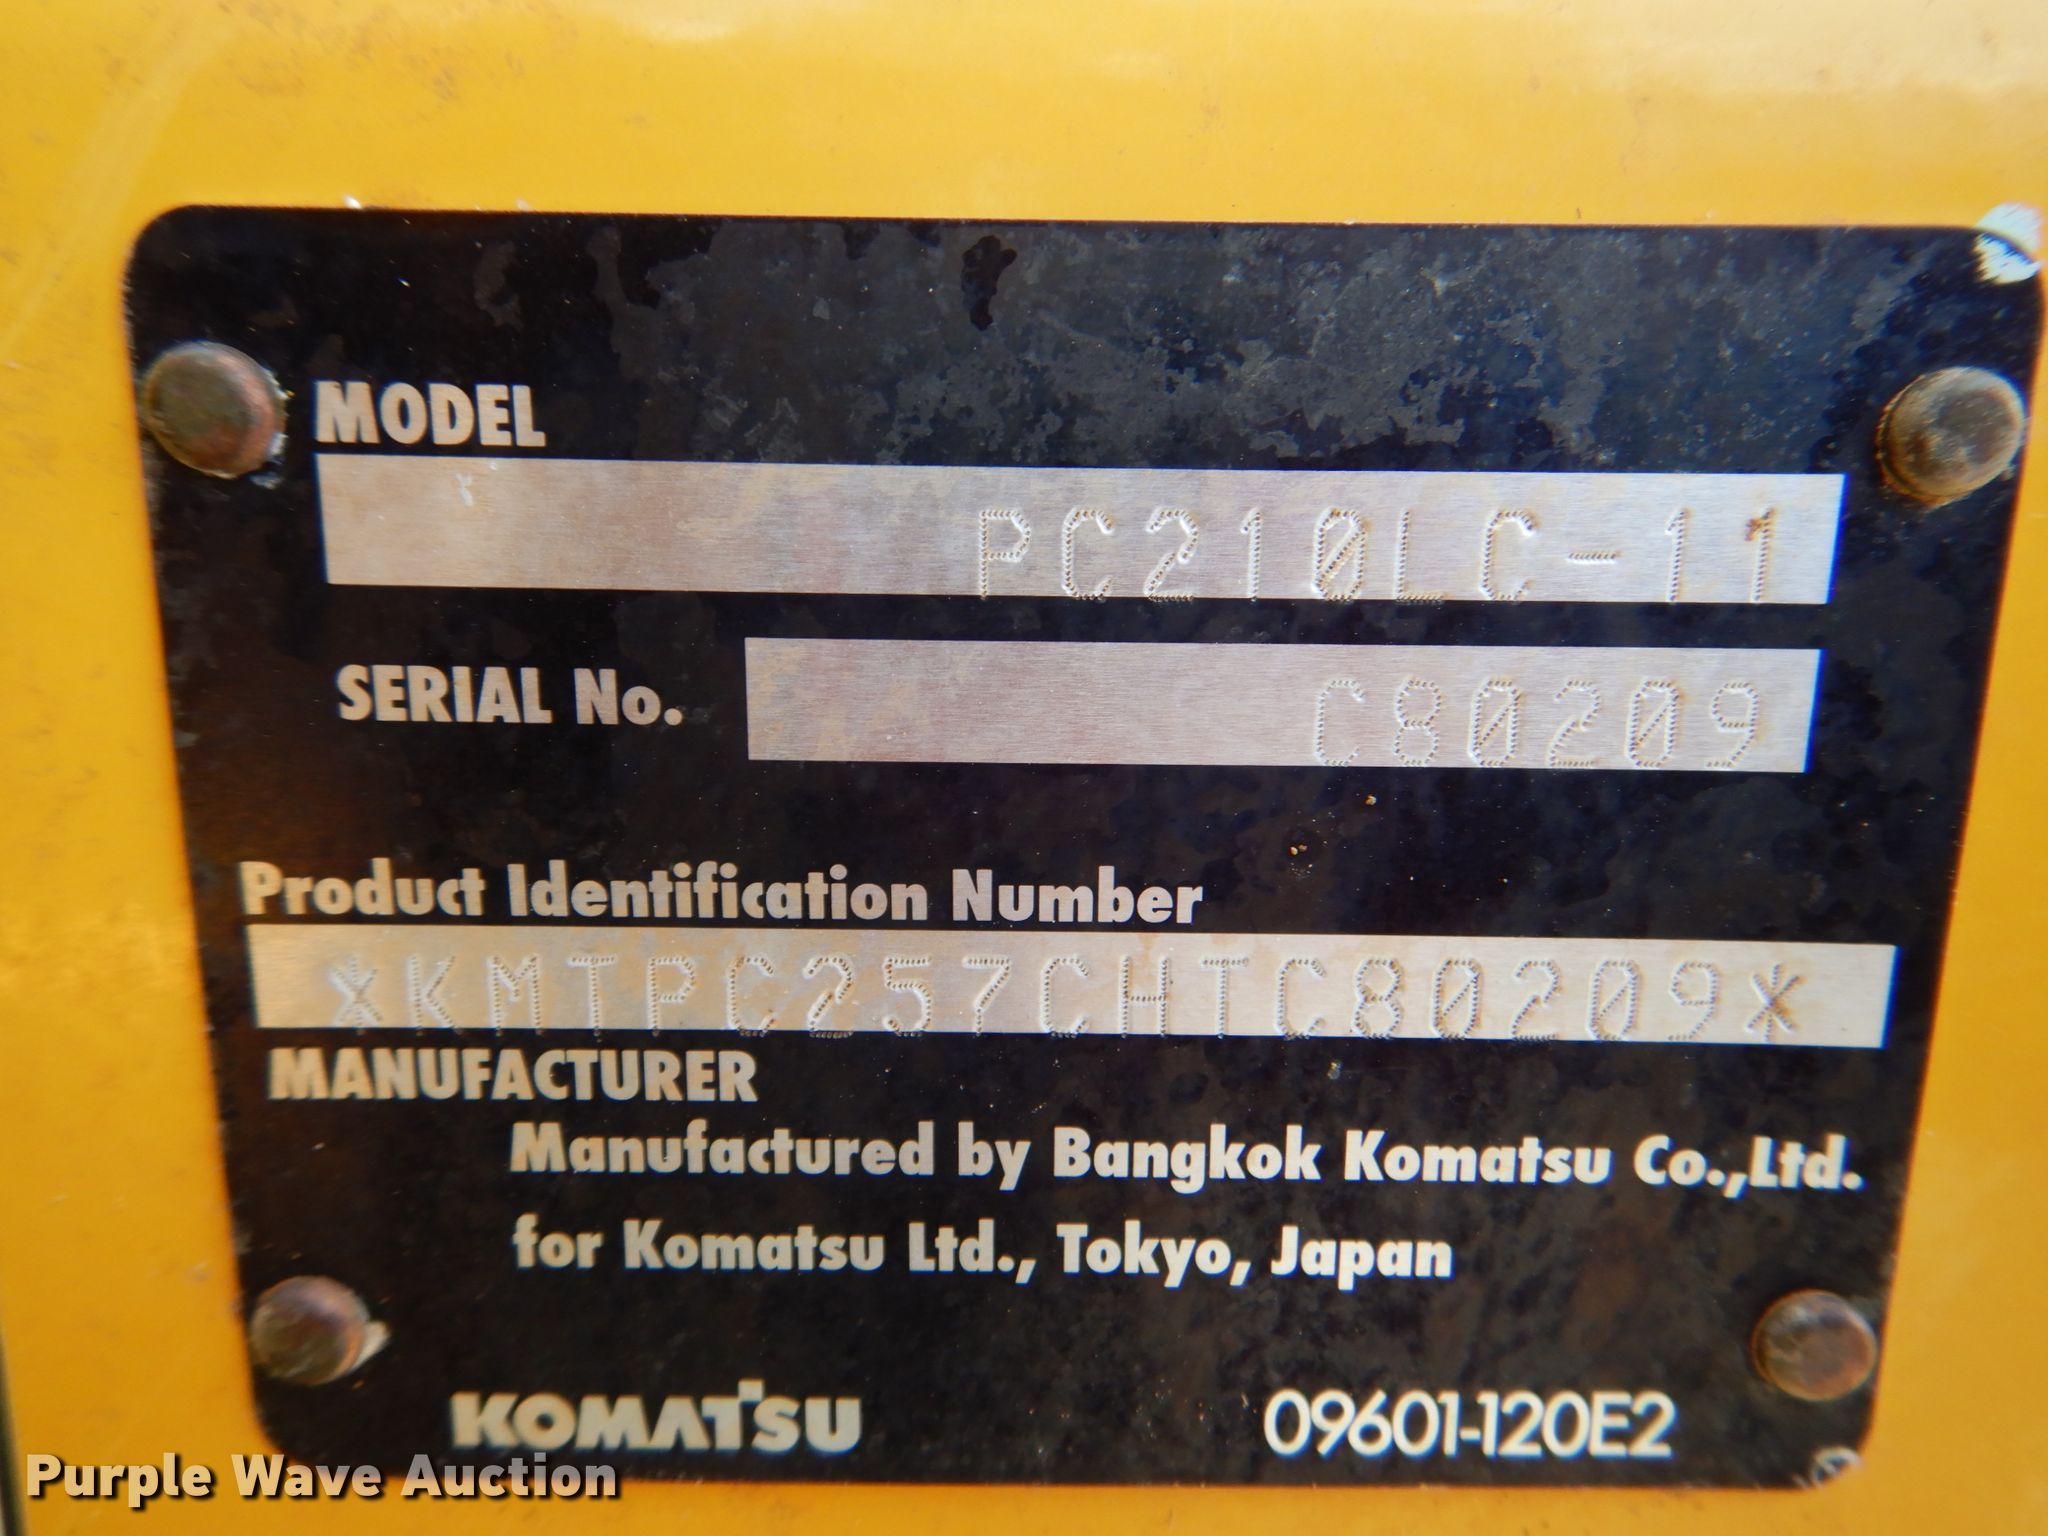 MODEL
PC210LC-11
SERIAL No.
C80209
Product Identification Number
*KMTPC257CHTC80209*
MANUFACTURER
Manufactured by Bangkok Komatsu Co.,Ltd.
for Komatsu Ltd., Tokyo, Japan
KOMATSU
09601-120E2
Purple Wave Auction